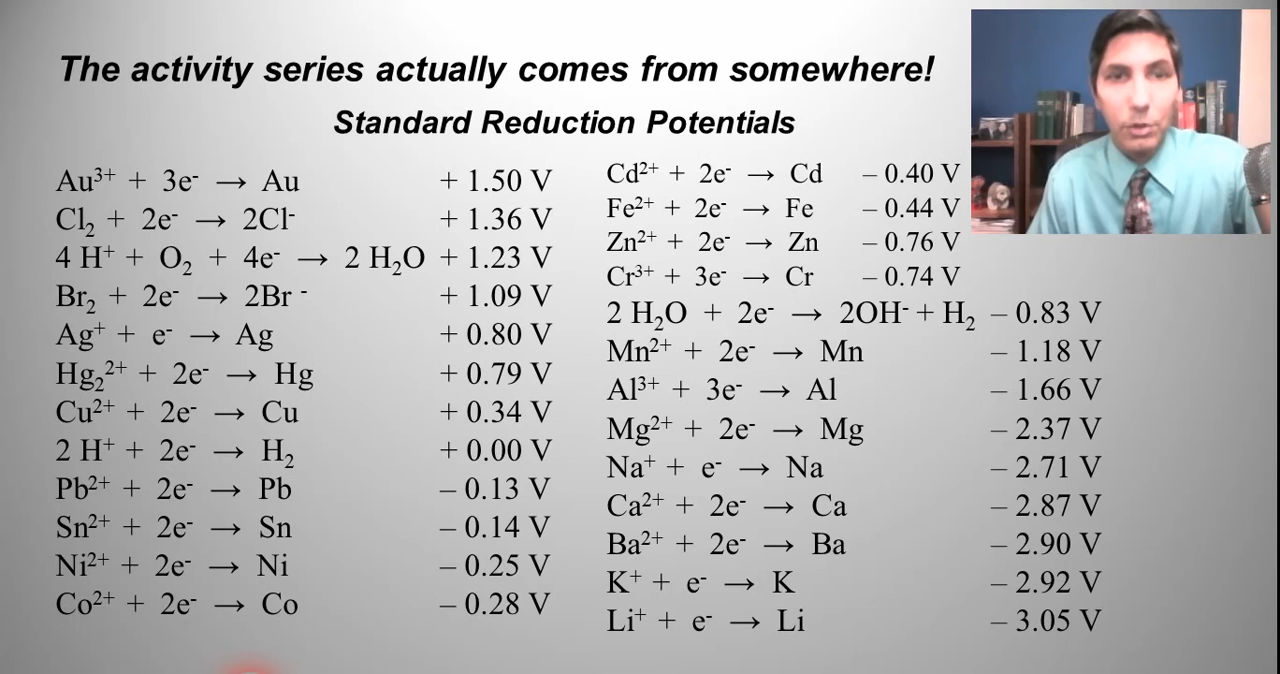 The activity series actually comes from somewhere!
Standard Reduction Potentials
Au³⁺ + 3e⁻ → Au + 1.50 V
Cl₂ + 2e⁻ → 2Cl⁻ + 1.36 V
4 H⁺ + O₂ + 4e⁻ → 2 H₂O + 1.23 V
Br₂ + 2e⁻ → 2Br ⁻ + 1.09 V
Ag⁺ + e⁻ → Ag + 0.80 V
Hg₂²⁺ + 2e⁻ → Hg + 0.79 V
Cu²⁺ + 2e⁻ → Cu + 0.34 V
2 H⁺ + 2e⁻ → H₂ + 0.00 V
Pb²⁺ + 2e⁻ → Pb – 0.13 V
Sn²⁺ + 2e⁻ → Sn – 0.14 V
Ni²⁺ + 2e⁻ → Ni – 0.25 V
Co²⁺ + 2e⁻ → Co – 0.28 V
Cd²⁺ + 2e⁻ → Cd – 0.40 V
Fe²⁺ + 2e⁻ → Fe – 0.44 V
Zn²⁺ + 2e⁻ → Zn – 0.76 V
Cr³⁺ + 3e⁻ → Cr – 0.74 V
2 H₂O + 2e⁻ → 2OH⁻ + H₂ – 0.83 V
Mn²⁺ + 2e⁻ → Mn – 1.18 V
Al³⁺ + 3e⁻ → Al – 1.66 V
Mg²⁺ + 2e⁻ → Mg – 2.37 V
Na⁺ + e⁻ → Na – 2.71 V
Ca²⁺ + 2e⁻ → Ca – 2.87 V
Ba²⁺ + 2e⁻ → Ba – 2.90 V
K⁺ + e⁻ → K – 2.92 V
Li⁺ + e⁻ → Li – 3.05 V